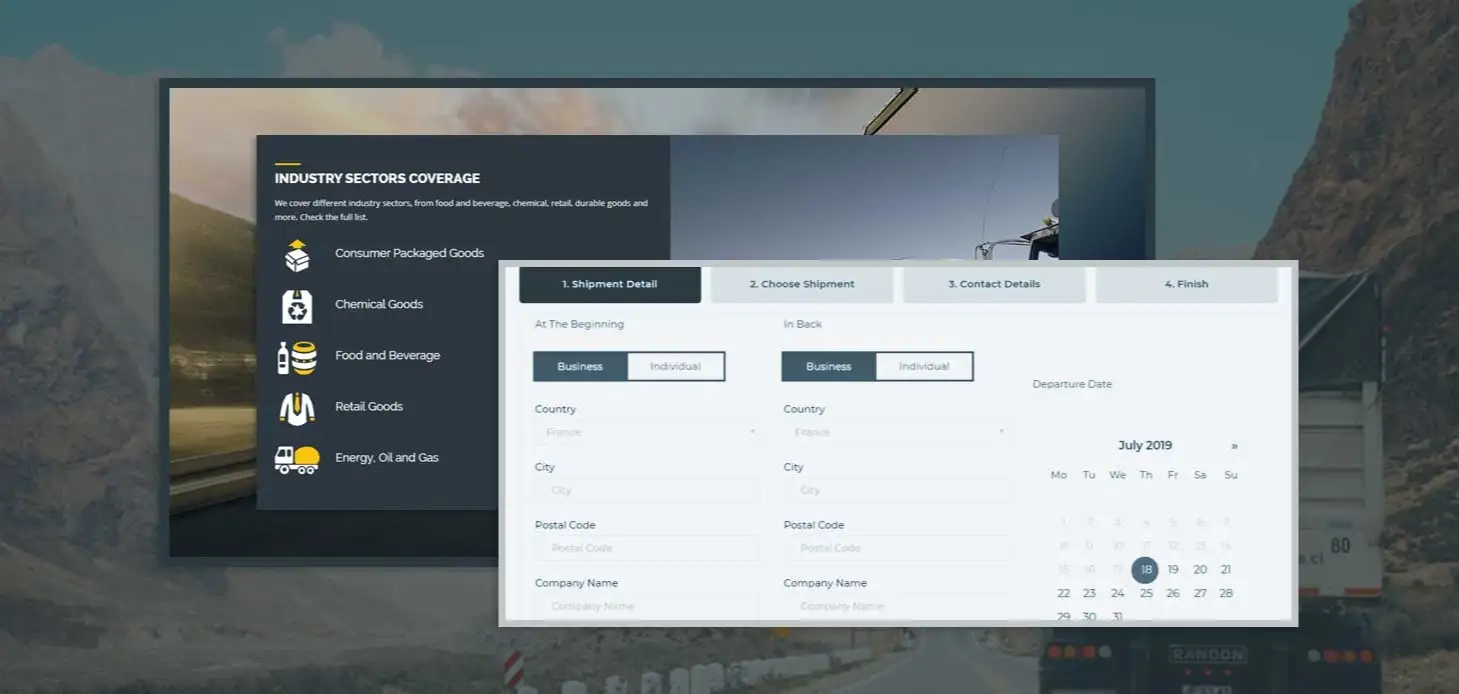 INDUSTRY SECTORS COVERAGE
We cover different industry sectors, from food and beverage, chemical, retail, durable goods and
more. Check the full list.
Consumer Packaged Goods
Chemical Goods
Food and Beverage
Retail Goods
Energy, Oil and Gas
1. Shipment Detail
2. Choose Shipment
3. Contact Details
4. Finish
At The Beginning
Business
Individual
Country
France
City
City
Postal Code
Postal Code
Company Name
Company Name
In Back
Business
Individual
Country
France
City
City
Postal Code
Postal Code
Company Name
Company Name
Departure Date
July 2019 »
Mo Tu We Th Fr Sa Su
1 2 3 4 5 6 7
8 9 10 11 12 13 14
15 16 17 18 19 20 21
22 23 24 25 26 27 28
29 30 31
80
.cl
RANDON